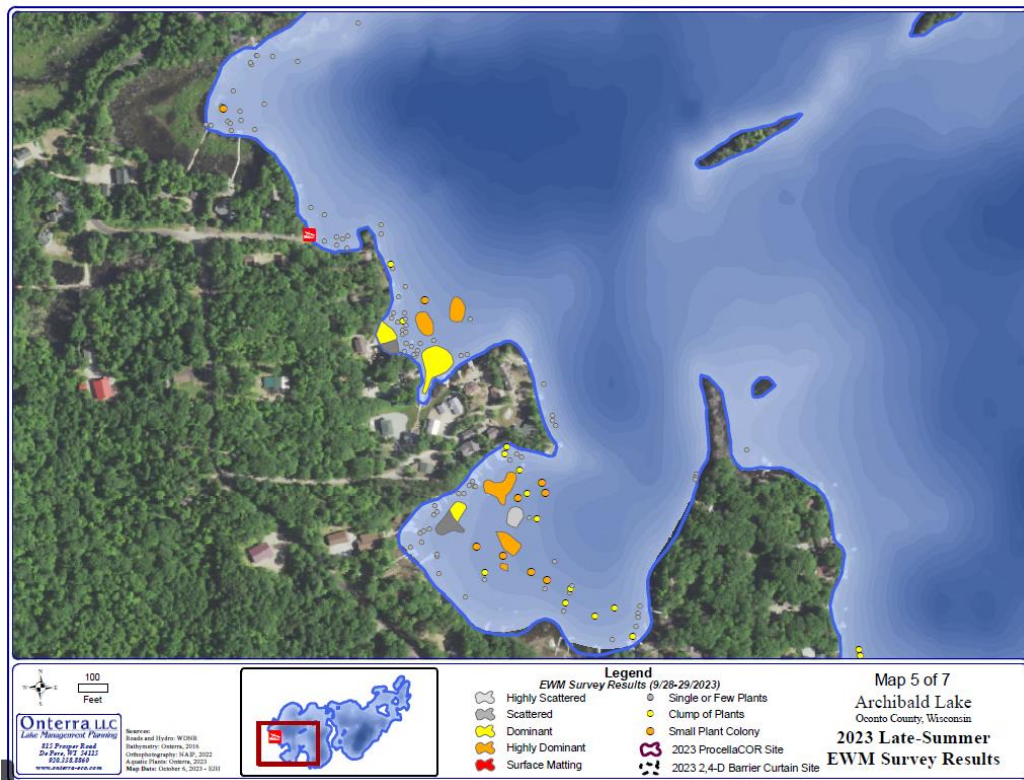 100
Feet
Onterra LLC
Lake Management Planning
815 Prosper Road
De Pere, WI 54115
920.338.8860
www.onterra-eco.com
Sources:
Roads and Hydro: WDNR
Bathymetry: Onterra, 2016
Orthophotography: NAIP, 2022
Aquatic Plants: Onterra, 2023
Map Date: October 6, 2023 - EJH
Legend
EWM Survey Results (9/28-29/2023)
Highly Scattered
Scattered
Dominant
Highly Dominant
Surface Matting
Single or Few Plants
Clump of Plants
Small Plant Colony
2023 ProcellaCOR Site
2023 2,4-D Barrier Curtain Site
Map 5 of 7
Archibald Lake
Oconto County, Wisconsin
2023 Late-Summer
EWM Survey Results